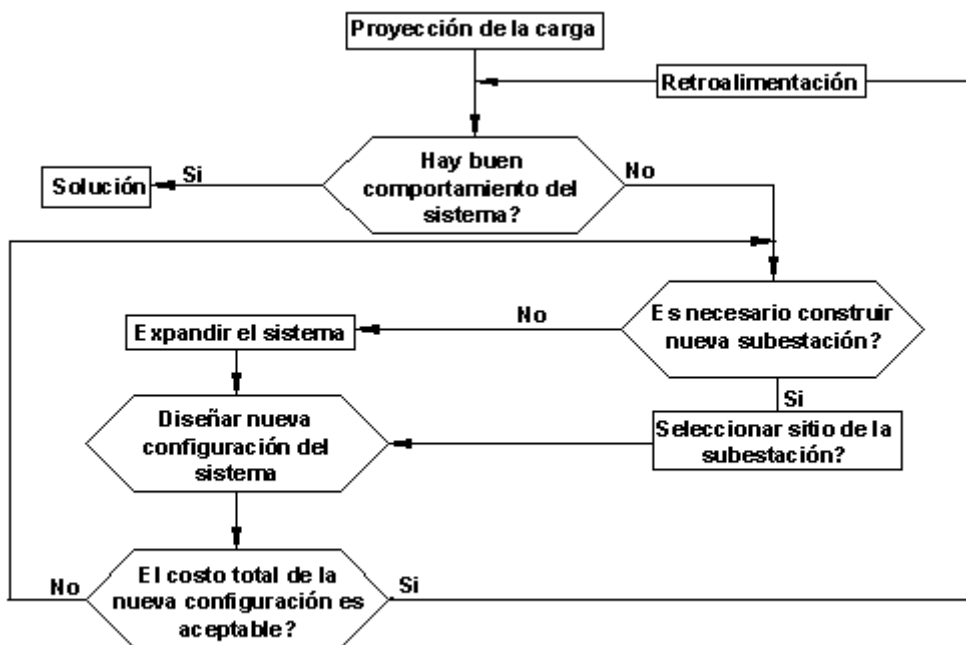 Proyección de la carga
Retroalimentación
Hay buen
comportamiento del
sistema?
Si
No
Solución
Es necesario construir
nueva subestación?
No
Expandir el sistema
Si
Diseñar nueva
configuración del
sistema
Seleccionar sitio de la
subestación?
El costo total de la
nueva configuración es
aceptable?
No
Si